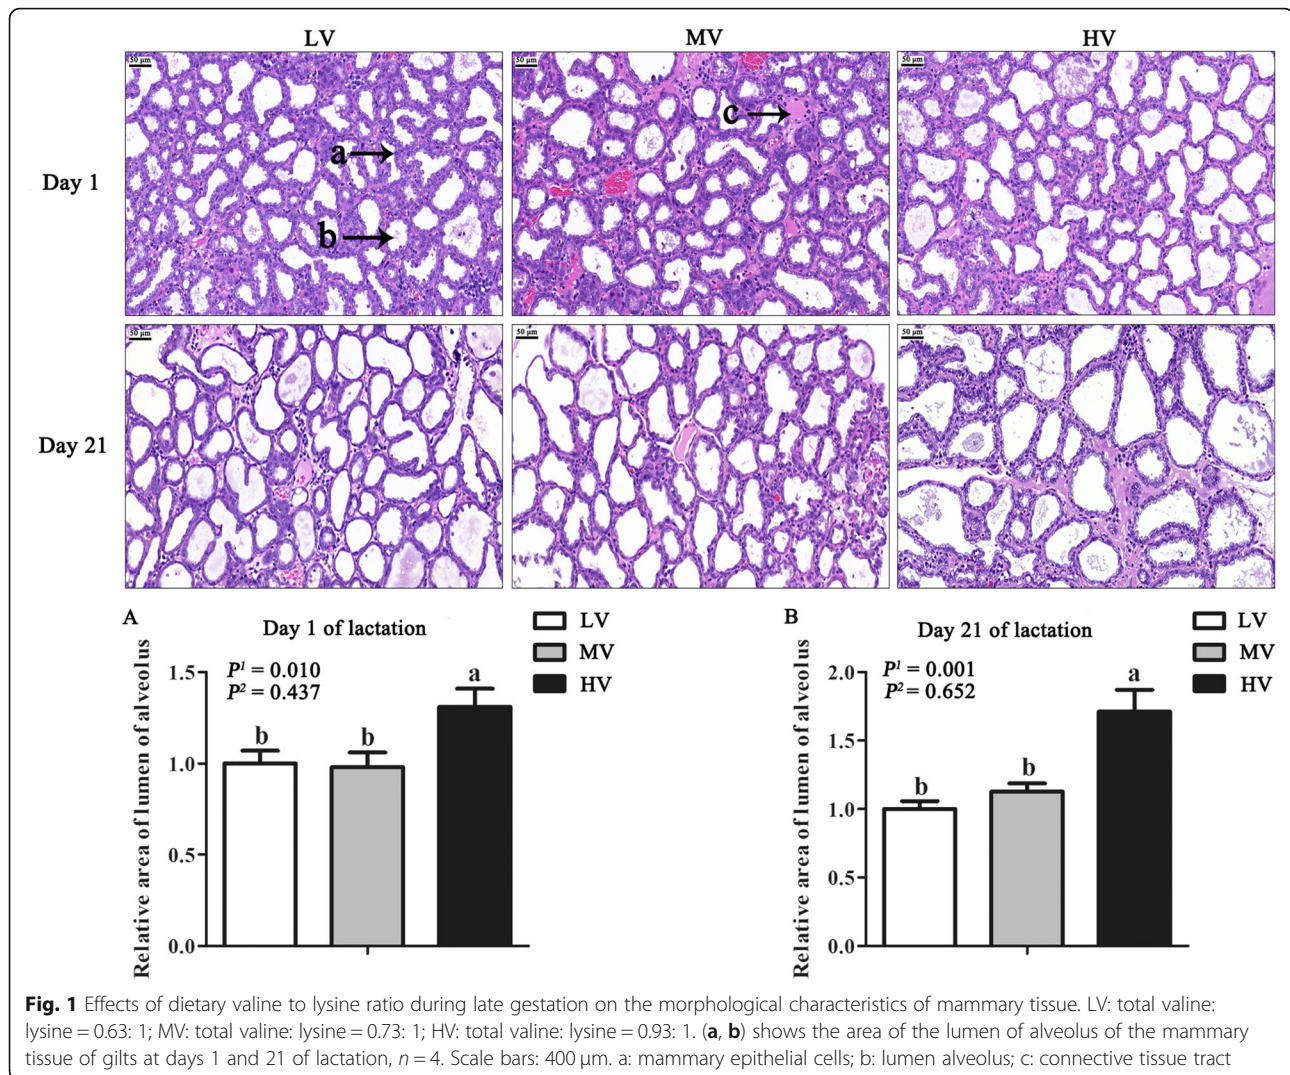 LV MV HV
50 µm 50 µm 50 µm
a
b
c
Day 1
50 µm 50 µm 50 µm
Day 21
A
Day 1 of lactation
LV
MV
HV
P¹ = 0.010
P² = 0.437
Relative area of lumen of alveolus
1.5
1.0
0.5
0.0
b
b
a
B
Day 21 of lactation
LV
MV
HV
P¹ = 0.001
P² = 0.652
Relative area of lumen of alveolus
2.0
1.5
1.0
0.5
0.0
b
b
a
Fig. 1 Effects of dietary valine to lysine ratio during late gestation on the morphological characteristics of mammary tissue. LV: total valine:
lysine = 0.63: 1; MV: total valine: lysine = 0.73: 1; HV: total valine: lysine = 0.93: 1. (a, b) shows the area of the lumen of alveolus of the mammary
tissue of gilts at days 1 and 21 of lactation, n = 4. Scale bars: 400 µm. a: mammary epithelial cells; b: lumen alveolus; c: connective tissue tract